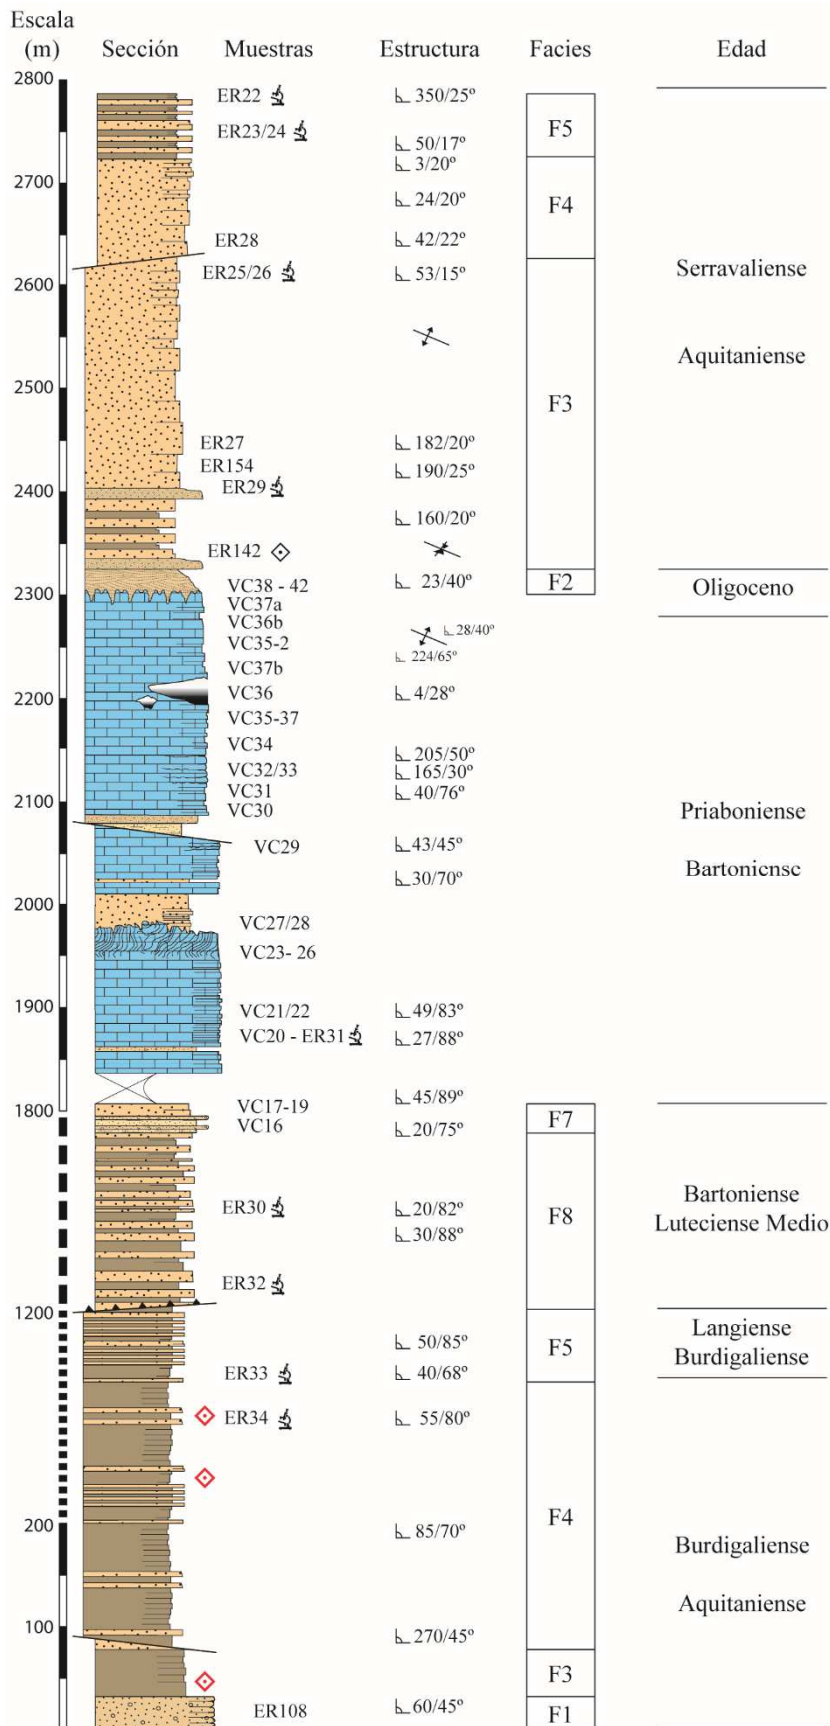 Escala
(m) Sección Muestras Estructura Facies Edad
2800
ER22 350/25º
ER23/24 F5
50/17º
3/20º
2700
24/20º F4
ER28 42/22º
Serravaliense
ER25/26 53/15º
2600
Aquitaniense
2500
F3
ER27 182/20º
ER154 190/25º
2400
ER29
160/20º
ER142
2300
VC38 - 42 23/40º F2 Oligoceno
VC37a
VC36b
28/40º
VC35-2
224/65º
VC37b
2200
VC36 4/28º
VC35-37
VC34
205/50º
VC32/33 165/30º
VC31 40/76º
2100
VC30 Priaboniense
VC29 43/45º
Bartoniense
30/70º
2000
VC27/28
VC23- 26
1900
VC21/22 49/83º
VC20 - ER31 27/88º
45/89º
1800
VC17-19
F7
VC16 20/75º
Bartoniense
ER30 20/82º F8
Luteciense Medio
30/88º
ER32
1200
Langiense
50/85º F5
Burdigaliense
ER33 40/68º
ER34 55/80º
200
85/70º F4
Burdigaliense
Aquitaniense
100
270/45º
F3
ER108 60/45º F1